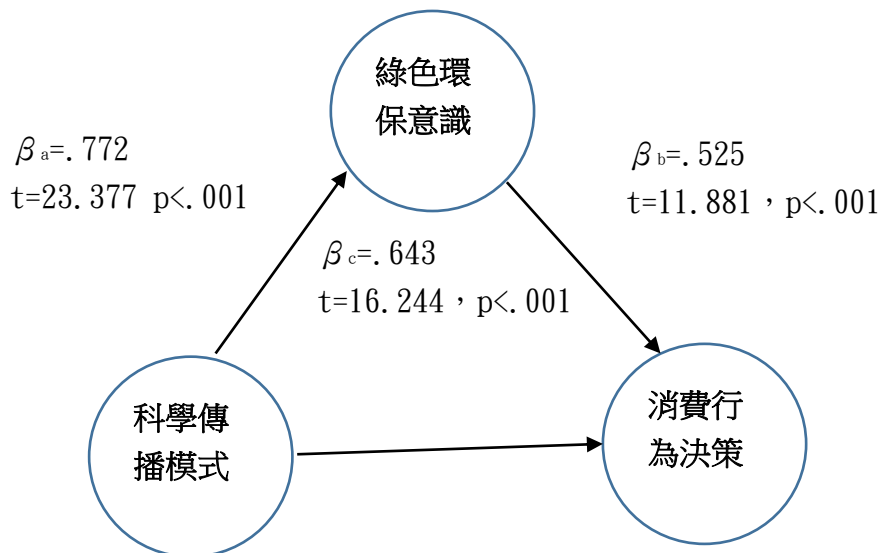 綠色環
保意識
βa=.772
t=23.377 p<.001
βb=.525
t=11.881，p<.001
βc=.643
t=16.244，p<.001
科學傳
播模式
消費行
為決策